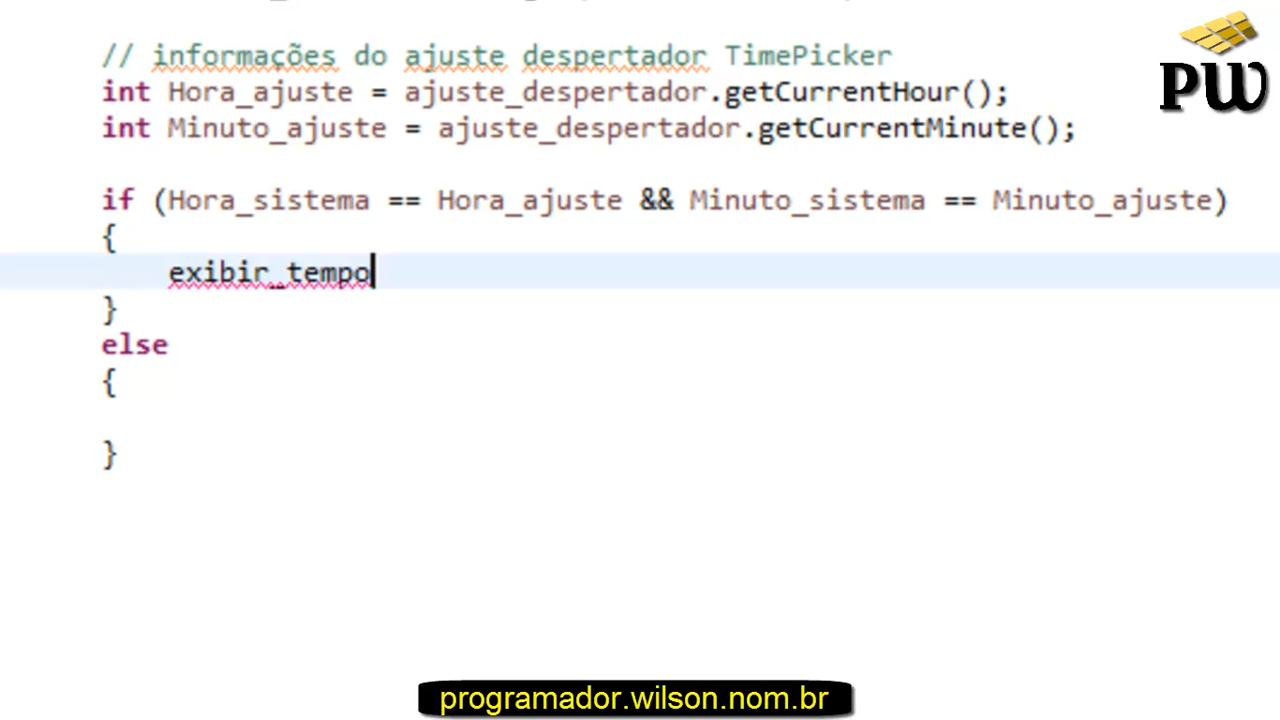 // informações do ajuste despertador TimePicker
int Hora_ajuste = ajuste_despertador.getCurrentHour();
int Minuto_ajuste = ajuste_despertador.getCurrentMinute();
if (Hora_sistema == Hora_ajuste && Minuto_sistema == Minuto_ajuste)
{
exibir_tempo
}
else
{
}
PW
programador.wilson.nom.br